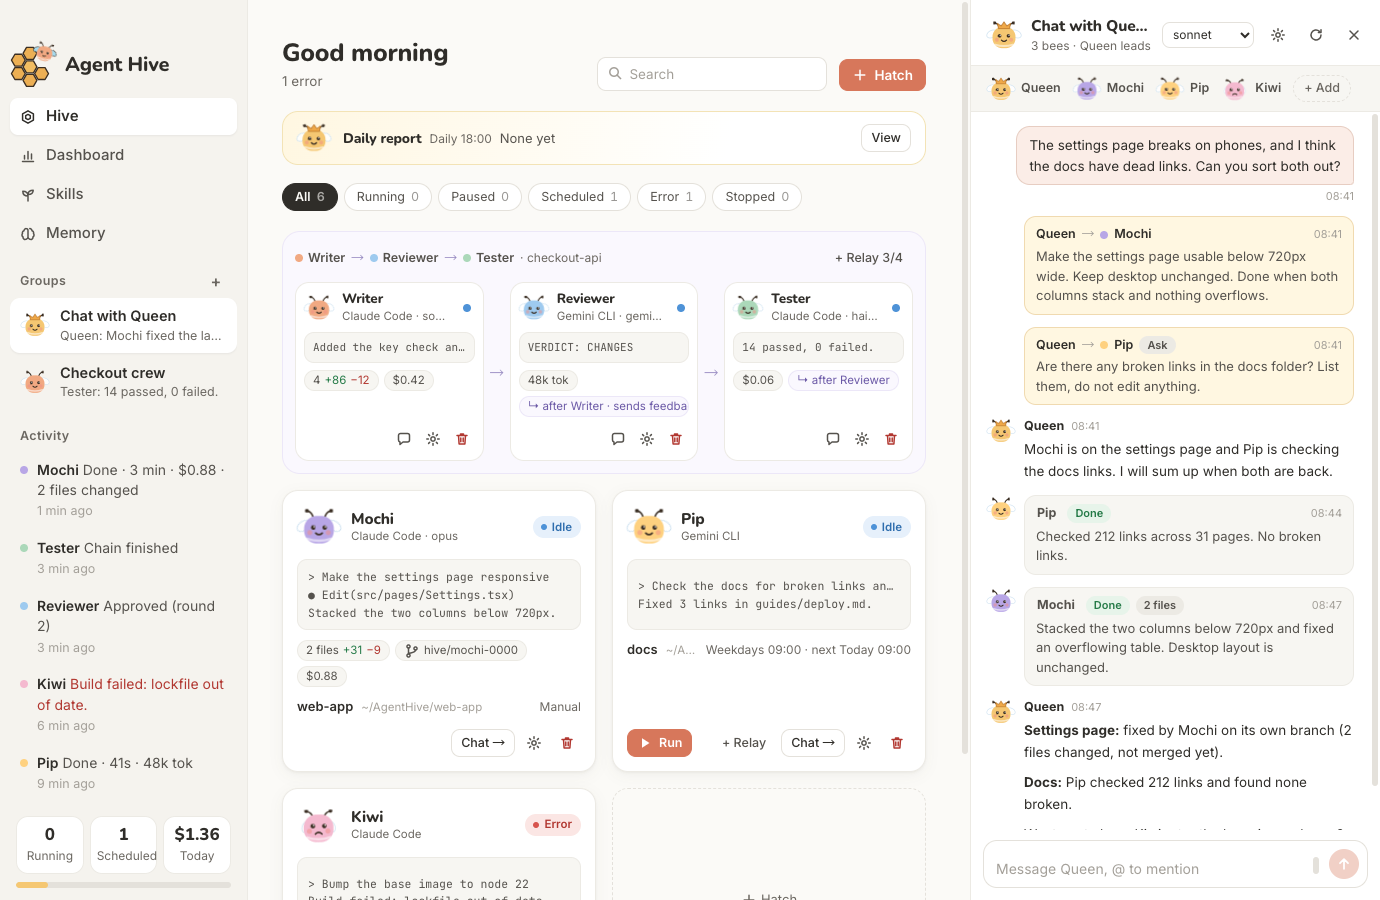 Agent Hive
Hive
Dashboard
Skills
Memory
Groups +
Chat with Queen
Queen: Mochi fixed the la...
Checkout crew
Tester: 14 passed, 0 failed.
Activity
Mochi Done · 3 min · $0.88 ·
2 files changed
1 min ago
Tester Chain finished
3 min ago
Reviewer Approved (round
2)
3 min ago
Kiwi Build failed: lockfile out
of date.
6 min ago
Pip Done · 41s · 48k tok
9 min ago
0 1 $1.36
Running Scheduled Today
Good morning
1 error
Search
+ Hatch
Daily report Daily 18:00 None yet View
All 6 Running 0 Paused 0 Scheduled 1 Error 1 Stopped 0
Writer → Reviewer → Tester · checkout-api + Relay 3/4
Writer
Claude Code · so...
Added the key check an...
4 +86 −12 $0.42
→
Reviewer
Gemini CLI · gemi...
VERDICT: CHANGES
48k tok
↪ after Writer · sends feedba
→
Tester
Claude Code · hai...
14 passed, 0 failed.
$0.06 ↪ after Reviewer
Mochi
Claude Code · opus
Idle
> Make the settings page responsive
● Edit(src/pages/Settings.tsx)
Stacked the two columns below 720px.
2 files +31 −9 hive/mochi-0000
$0.88
web-app ~/AgentHive/web-app Manual
Chat →
Pip
Gemini CLI
Idle
> Check the docs for broken links an...
Fixed 3 links in guides/deploy.md.
docs ~/A... Weekdays 09:00 · next Today 09:00
Run + Relay Chat →
Kiwi
Claude Code
Error
> Bump the base image to node 22
Build failed: lockfile out of date
+ Hatch
Chat with Que...
3 bees · Queen leads
sonnet
Queen Mochi Pip Kiwi + Add
The settings page breaks on phones, and I think
the docs have dead links. Can you sort both out?
08:41
Queen → Mochi 08:41
Make the settings page usable below 720px
wide. Keep desktop unchanged. Done when both
columns stack and nothing overflows.
Queen → Pip Ask 08:41
Are there any broken links in the docs folder? List
them, do not edit anything.
Queen 08:41
Mochi is on the settings page and Pip is checking
the docs links. I will sum up when both are back.
Pip Done 08:44
Checked 212 links across 31 pages. No broken
links.
Mochi Done 2 files 08:47
Stacked the two columns below 720px and fixed
an overflowing table. Desktop layout is
unchanged.
Queen 08:47
Settings page: fixed by Mochi on its own branch (2
files changed, not merged yet).
Docs: Pip checked 212 links and found none
broken.
Message Queen, @ to mention